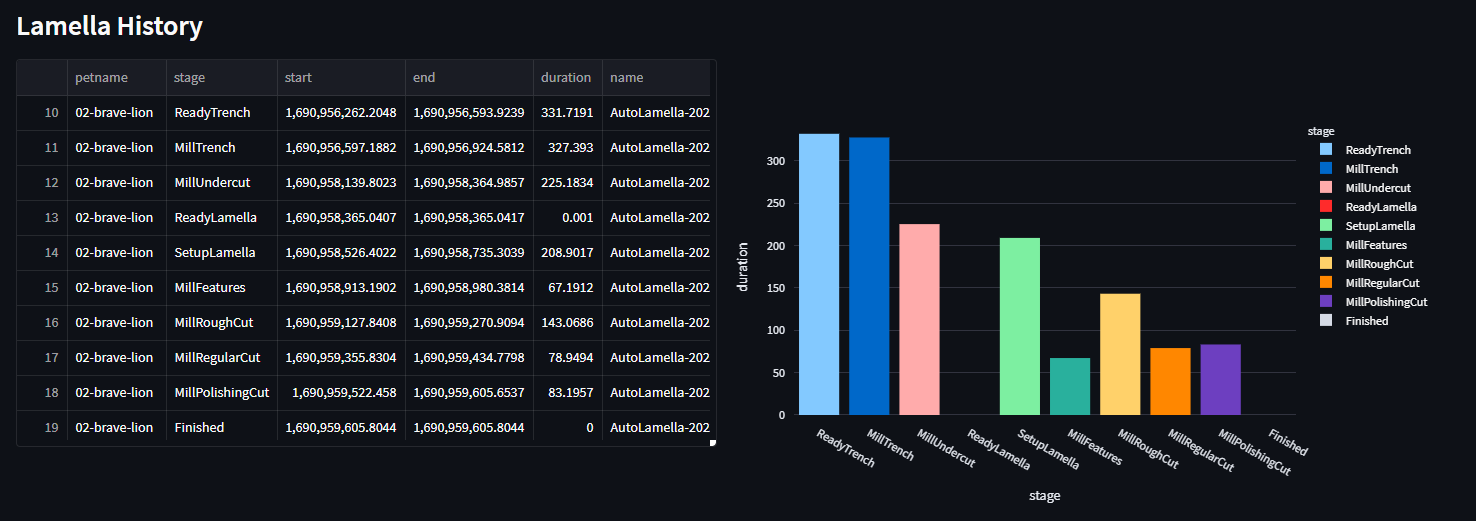 Lamella History
petname stage start end duration name
10 02-brave-lion ReadyTrench 1,690,956,262.2048 1,690,956,593.9239 331.7191 AutoLamella-202
11 02-brave-lion MillTrench 1,690,956,597.1882 1,690,956,924.5812 327.393 AutoLamella-202
12 02-brave-lion MillUndercut 1,690,958,139.8023 1,690,958,364.9857 225.1834 AutoLamella-202
13 02-brave-lion ReadyLamella 1,690,958,365.0407 1,690,958,365.0417 0.001 AutoLamella-202
14 02-brave-lion SetupLamella 1,690,958,526.4022 1,690,958,735.3039 208.9017 AutoLamella-202
15 02-brave-lion MillFeatures 1,690,958,913.1902 1,690,958,980.3814 67.1912 AutoLamella-202
16 02-brave-lion MillRoughCut 1,690,959,127.8408 1,690,959,270.9094 143.0686 AutoLamella-202
17 02-brave-lion MillRegularCut 1,690,959,355.8304 1,690,959,434.7798 78.9494 AutoLamella-202
18 02-brave-lion MillPolishingCut 1,690,959,522.458 1,690,959,605.6537 83.1957 AutoLamella-202
19 02-brave-lion Finished 1,690,959,605.8044 1,690,959,605.8044 0 AutoLamella-202
duration
300
250
200
150
100
50
0
ReadyTrench
MillTrench
MillUndercut
ReadyLamella
SetupLamella
MillFeatures
MillRoughCut
MillRegularCut
MillPolishingCut
Finished
stage
stage
ReadyTrench
MillTrench
MillUndercut
ReadyLamella
SetupLamella
MillFeatures
MillRoughCut
MillRegularCut
MillPolishingCut
Finished